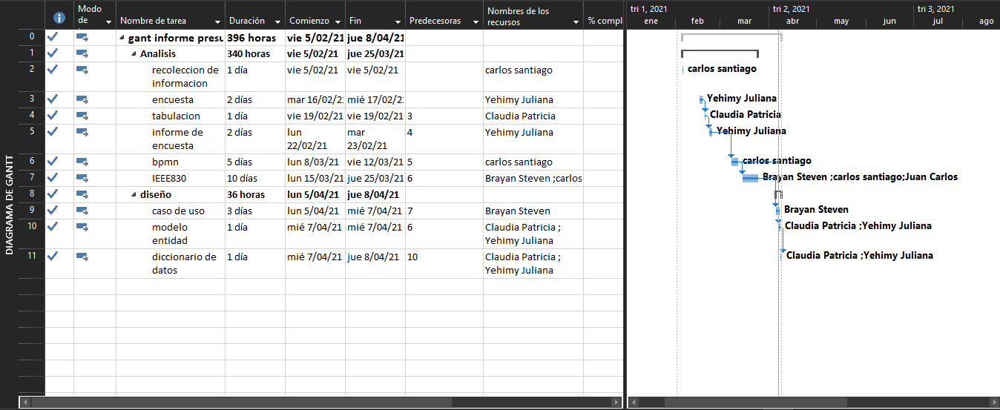 Modo de
Nombre de tarea
Duración
Comienzo
Fin
Predecesoras
Nombres de los recursos
% compl
tri 1, 2021
tri 2, 2021
tri 3, 2021
ene
feb
mar
abr
may
jun
jul
ago
DIAGRAMA DE GANTT
0 gant informe presu 396 horas vie 5/02/21 jue 8/04/21
1 Analisis 340 horas vie 5/02/21 jue 25/03/21
2 recoleccion de informacion 1 día vie 5/02/21 vie 5/02/21 carlos santiago
3 encuesta 2 días mar 16/02/2 mié 17/02/2 Yehimy Juliana
4 tabulacion 1 día vie 19/02/21 vie 19/02/21 3 Claudia Patricia
5 informe de encuesta 2 días lun 22/02/21 mar 23/02/21 4 Yehimy Juliana
6 bpmn 5 días lun 8/03/21 vie 12/03/21 5 carlos santiago
7 IEEE830 10 días lun 15/03/21 jue 25/03/21 6 Brayan Steven ;carlos
8 diseño 36 horas lun 5/04/21 jue 8/04/21
9 caso de uso 3 días lun 5/04/21 mié 7/04/21 7 Brayan Steven
10 modelo entidad 1 día mié 7/04/21 mié 7/04/21 6 Claudia Patricia ; Yehimy Juliana
11 diccionario de datos 1 día mié 7/04/21 jue 8/04/21 10 Claudia Patricia ; Yehimy Juliana
carlos santiago
Yehimy Juliana
Claudia Patricia
Yehimy Juliana
carlos santiago
Brayan Steven ;carlos santiago;Juan Carlos
Brayan Steven
Claudia Patricia ;Yehimy Juliana
Claudia Patricia ;Yehimy Juliana